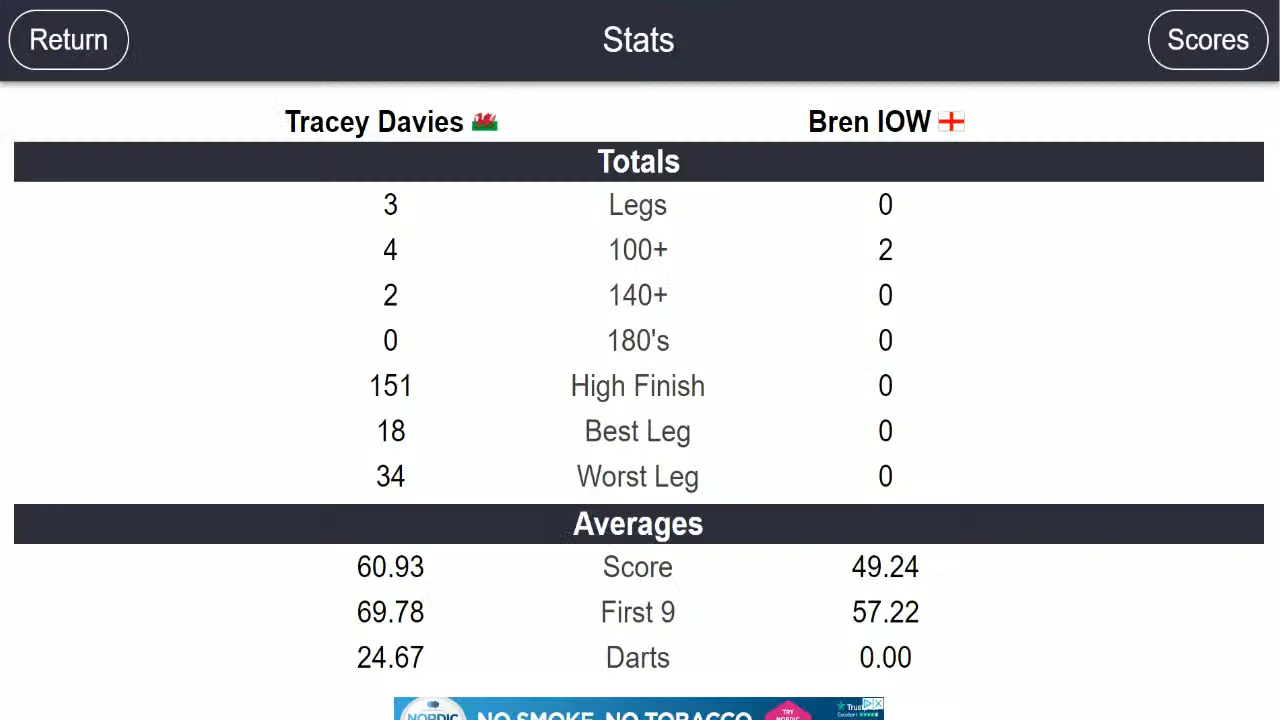 Return Stats Scores
Tracey Davies Bren IOW
Totals
3 Legs 0
4 100+ 2
2 140+ 0
0 180's 0
151 High Finish 0
18 Best Leg 0
34 Worst Leg 0
Averages
60.93 Score 49.24
69.78 First 9 57.22
24.67 Darts 0.00
NORDIC NO SMOKE. NO TOBACCO TRY